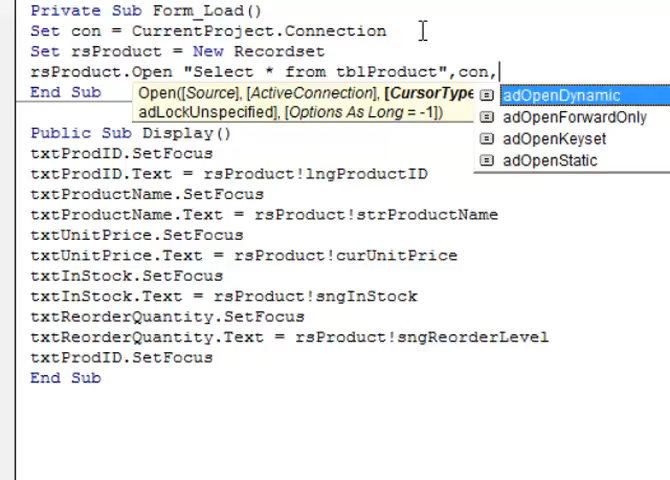 Private Sub Form_Load()
Set con = CurrentProject.Connection
Set rsProduct = New Recordset
rsProduct.Open "Select * from tblProduct",con,
End Sub
Open([Source], [ActiveConnection], [CursorType
adLockUnspecified], [Options As Long = -1])
adOpenDynamic
adOpenForwardOnly
adOpenKeyset
adOpenStatic
Public Sub Display()
txtProdID.SetFocus
txtProdID.Text = rsProduct!lngProductID
txtProductName.SetFocus
txtProductName.Text = rsProduct!strProductName
txtUnitPrice.SetFocus
txtUnitPrice.Text = rsProduct!curUnitPrice
txtInStock.SetFocus
txtInStock.Text = rsProduct!sngInStock
txtReorderQuantity.SetFocus
txtReorderQuantity.Text = rsProduct!sngReorderLevel
txtProdID.SetFocus
End Sub